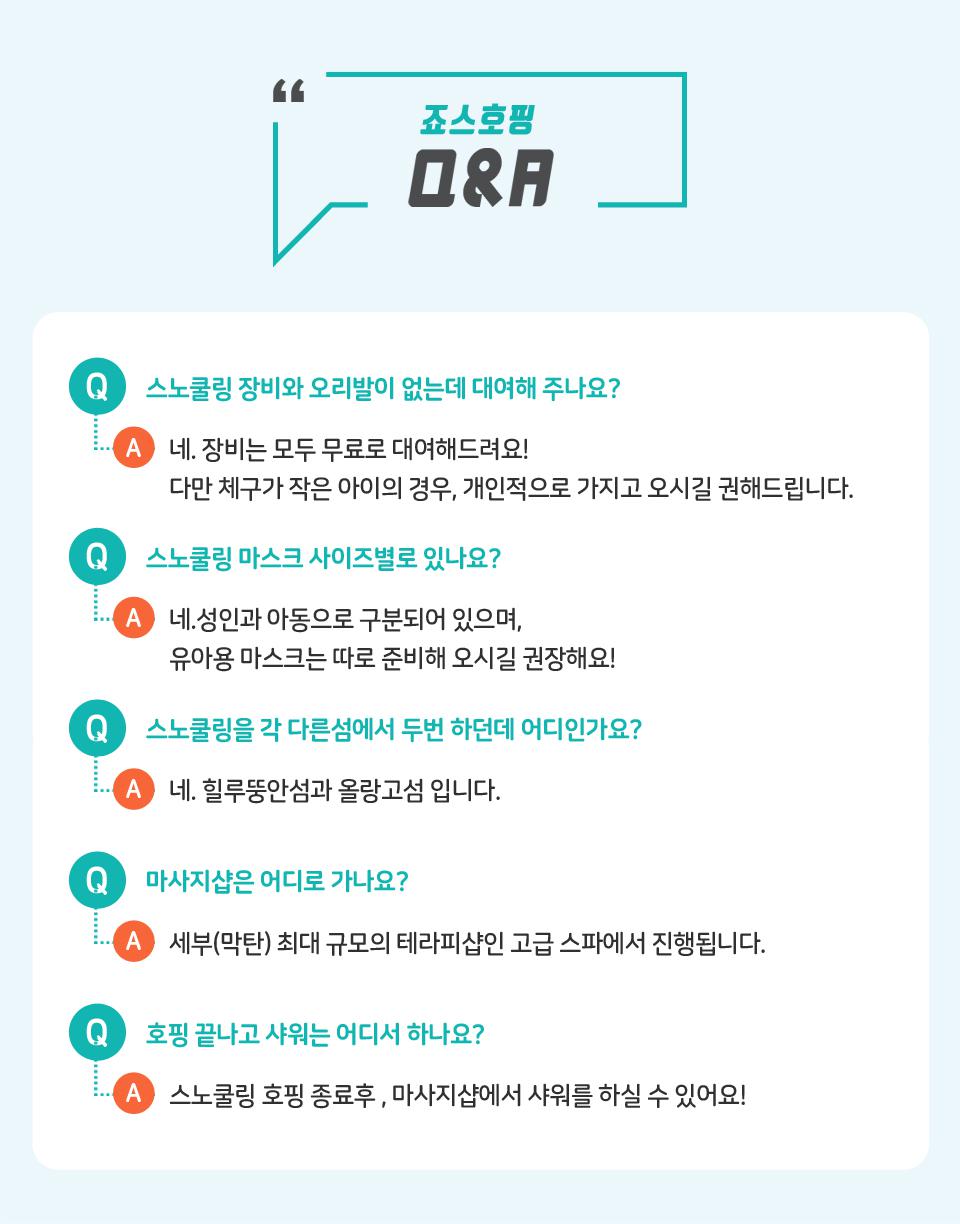 “
죠스호핑
Q&A
Q 스노쿨링 장비와 오리발이 없는데 대여해 주나요?
A 네. 장비는 모두 무료로 대여해드려요!
다만 체구가 작은 아이의 경우, 개인적으로 가지고 오시길 권해드립니다.
Q 스노쿨링 마스크 사이즈별로 있나요?
A 네.성인과 아동으로 구분되어 있으며,
유아용 마스크는 따로 준비해 오시길 권장해요!
Q 스노쿨링을 각 다른섬에서 두번 하던데 어디인가요?
A 네. 힐루뚱안섬과 올랑고섬 입니다.
Q 마사지샵은 어디로 가나요?
A 세부(막탄) 최대 규모의 테라피샵인 고급 스파에서 진행됩니다.
Q 호핑 끝나고 샤워는 어디서 하나요?
A 스노쿨링 호핑 종료후 , 마사지샵에서 샤워를 하실 수 있어요!